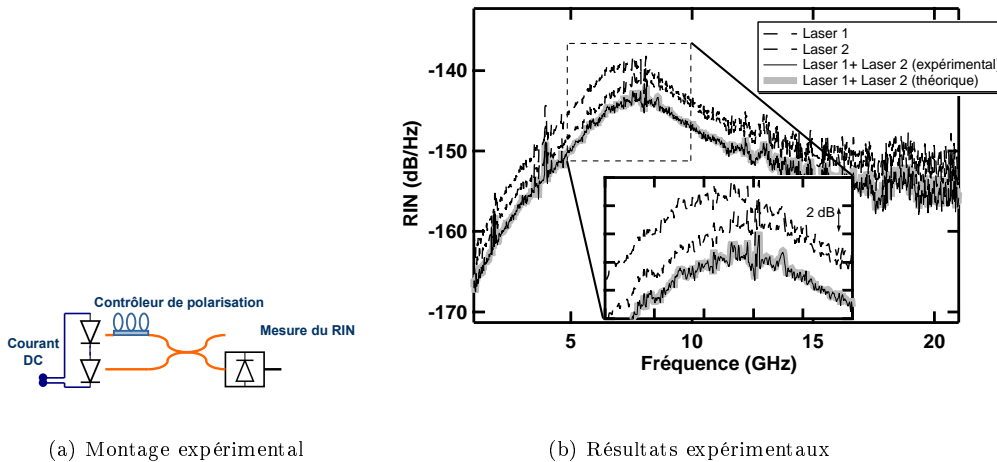 Contrôleur de polarisation
Mesure du RIN
Courant
DC
(a) Montage expérimental
RIN (dB/Hz)
-140
-150
-160
-170
Laser 1
Laser 2
Laser 1+ Laser 2 (expérimental)
Laser 1+ Laser 2 (théorique)
2 dB
5
10
15
20
Fréquence (GHz)
(b) Résultats expérimentaux